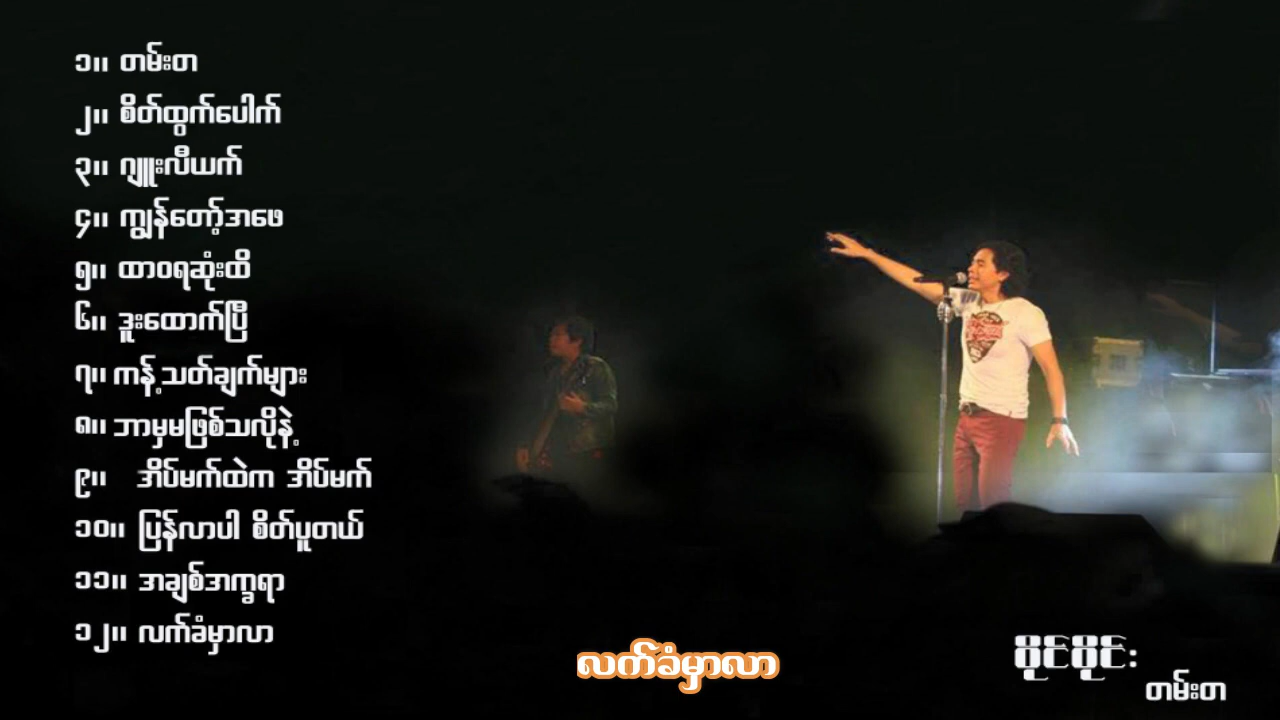 ၁။ တမ်းတ
၂။ စိတ်ထွက်ပေါက်
၃။ ဂျူးလီယက်
၄။ ကျွန်တော့်အဖေ
၅။ ထာဝရဆုံးထိ
၆။ ဒူးထောက်ပြီ
၇။ ကန့်သတ်ချက်များ
၈။ ဘာမှမဖြစ်သလိုနဲ့
၉။ အိပ်မက်ထဲက အိပ်မက်
၁၀။ ပြန်လာပါ စိတ်ပူတယ်
၁၁။ အချစ်အက္ခရာ
၁၂။ လက်ခံမှာလာ
လက်ခံမှာလာ
ဝိုင်ဝိုင်း
တမ်းတ